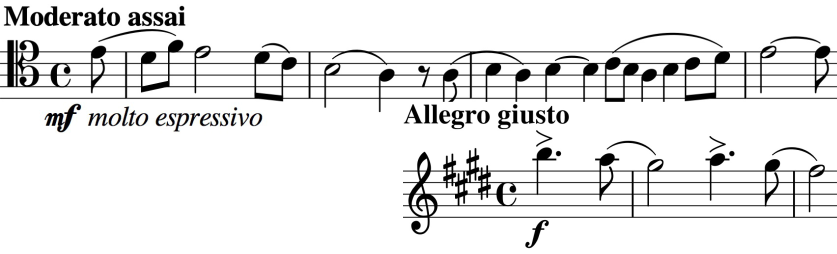 Moderato assai
mf molto espressivo
Allegro giusto
f